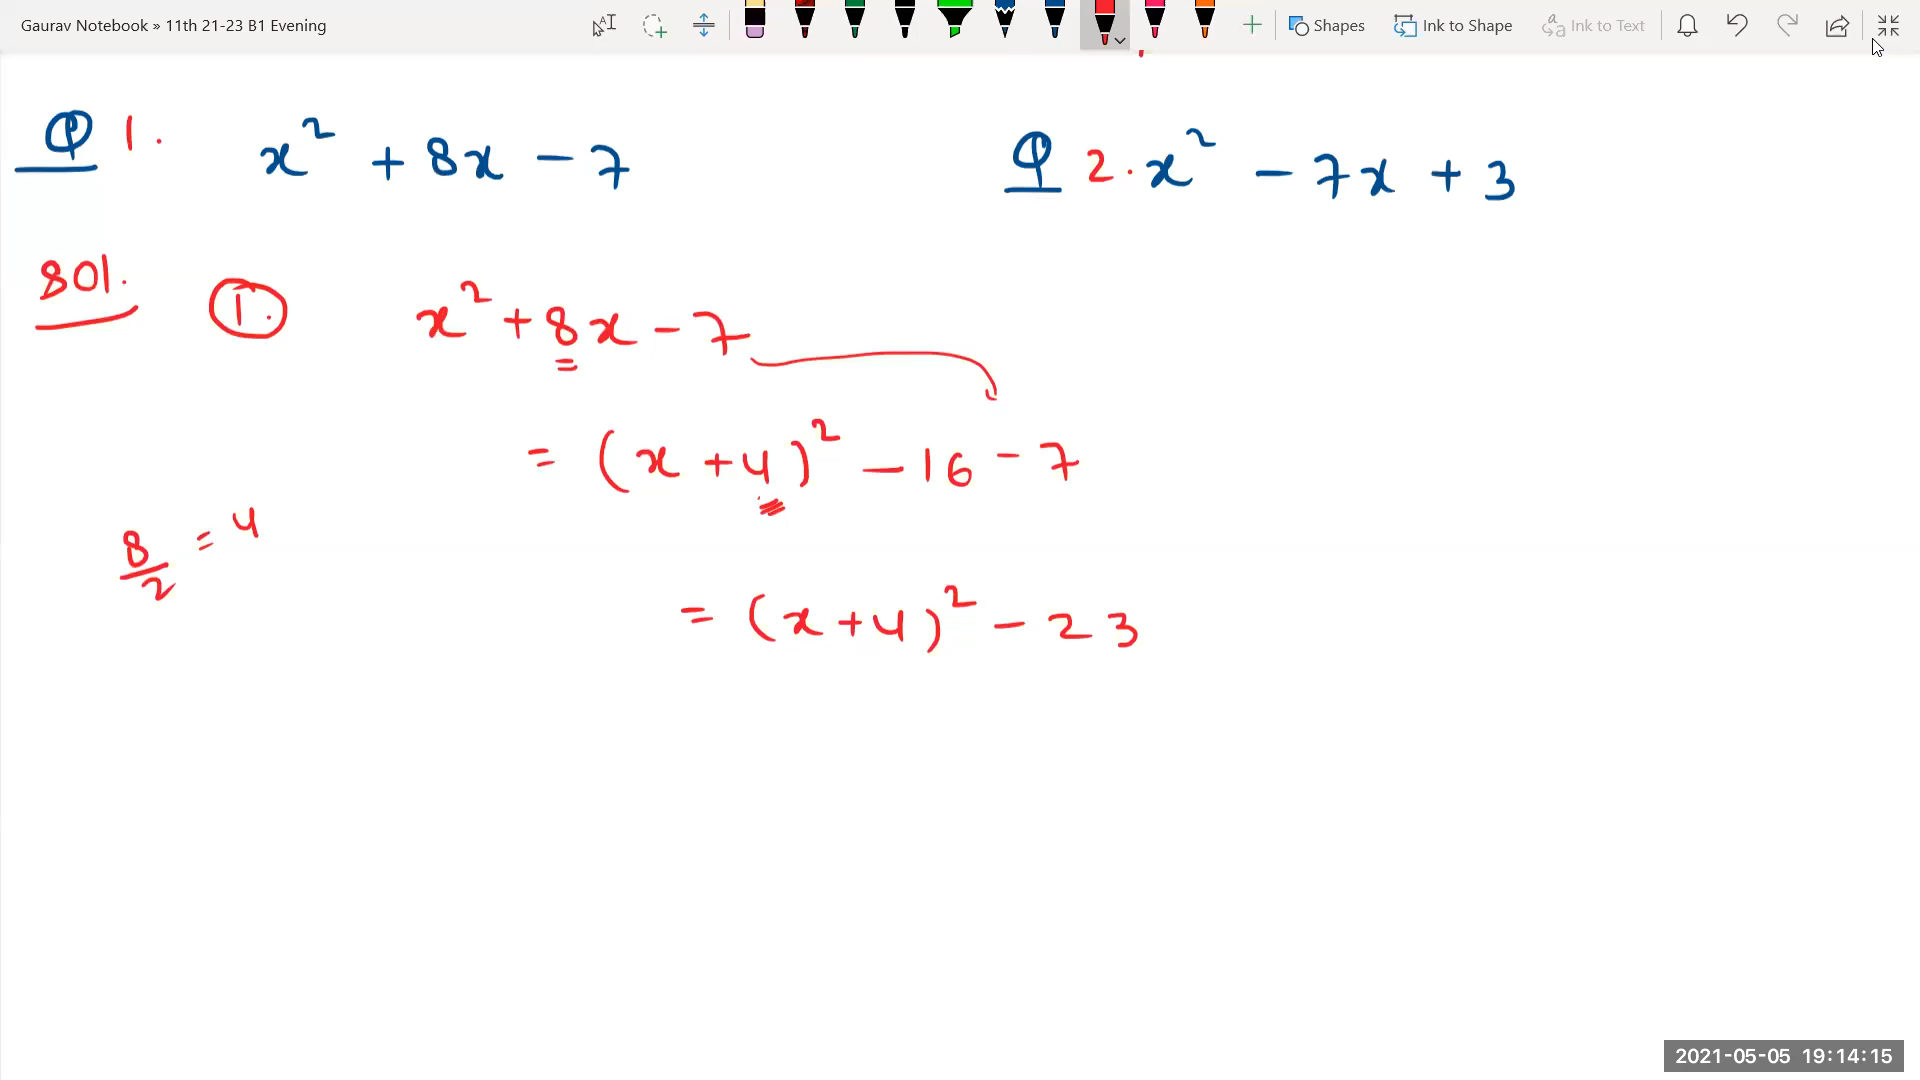 Gaurav Notebook » 11th 21-23 B1 Evening
Shapes
Ink to Shape
Ink to Text
Q 1. x² + 8x - 7
Q 2. x² - 7x + 3
Sol. 1. x² + 8x - 7
= (x + 4)² - 16 - 7
8/2 = 4
= (x + 4)² - 23
2021-05-05 19:14:15